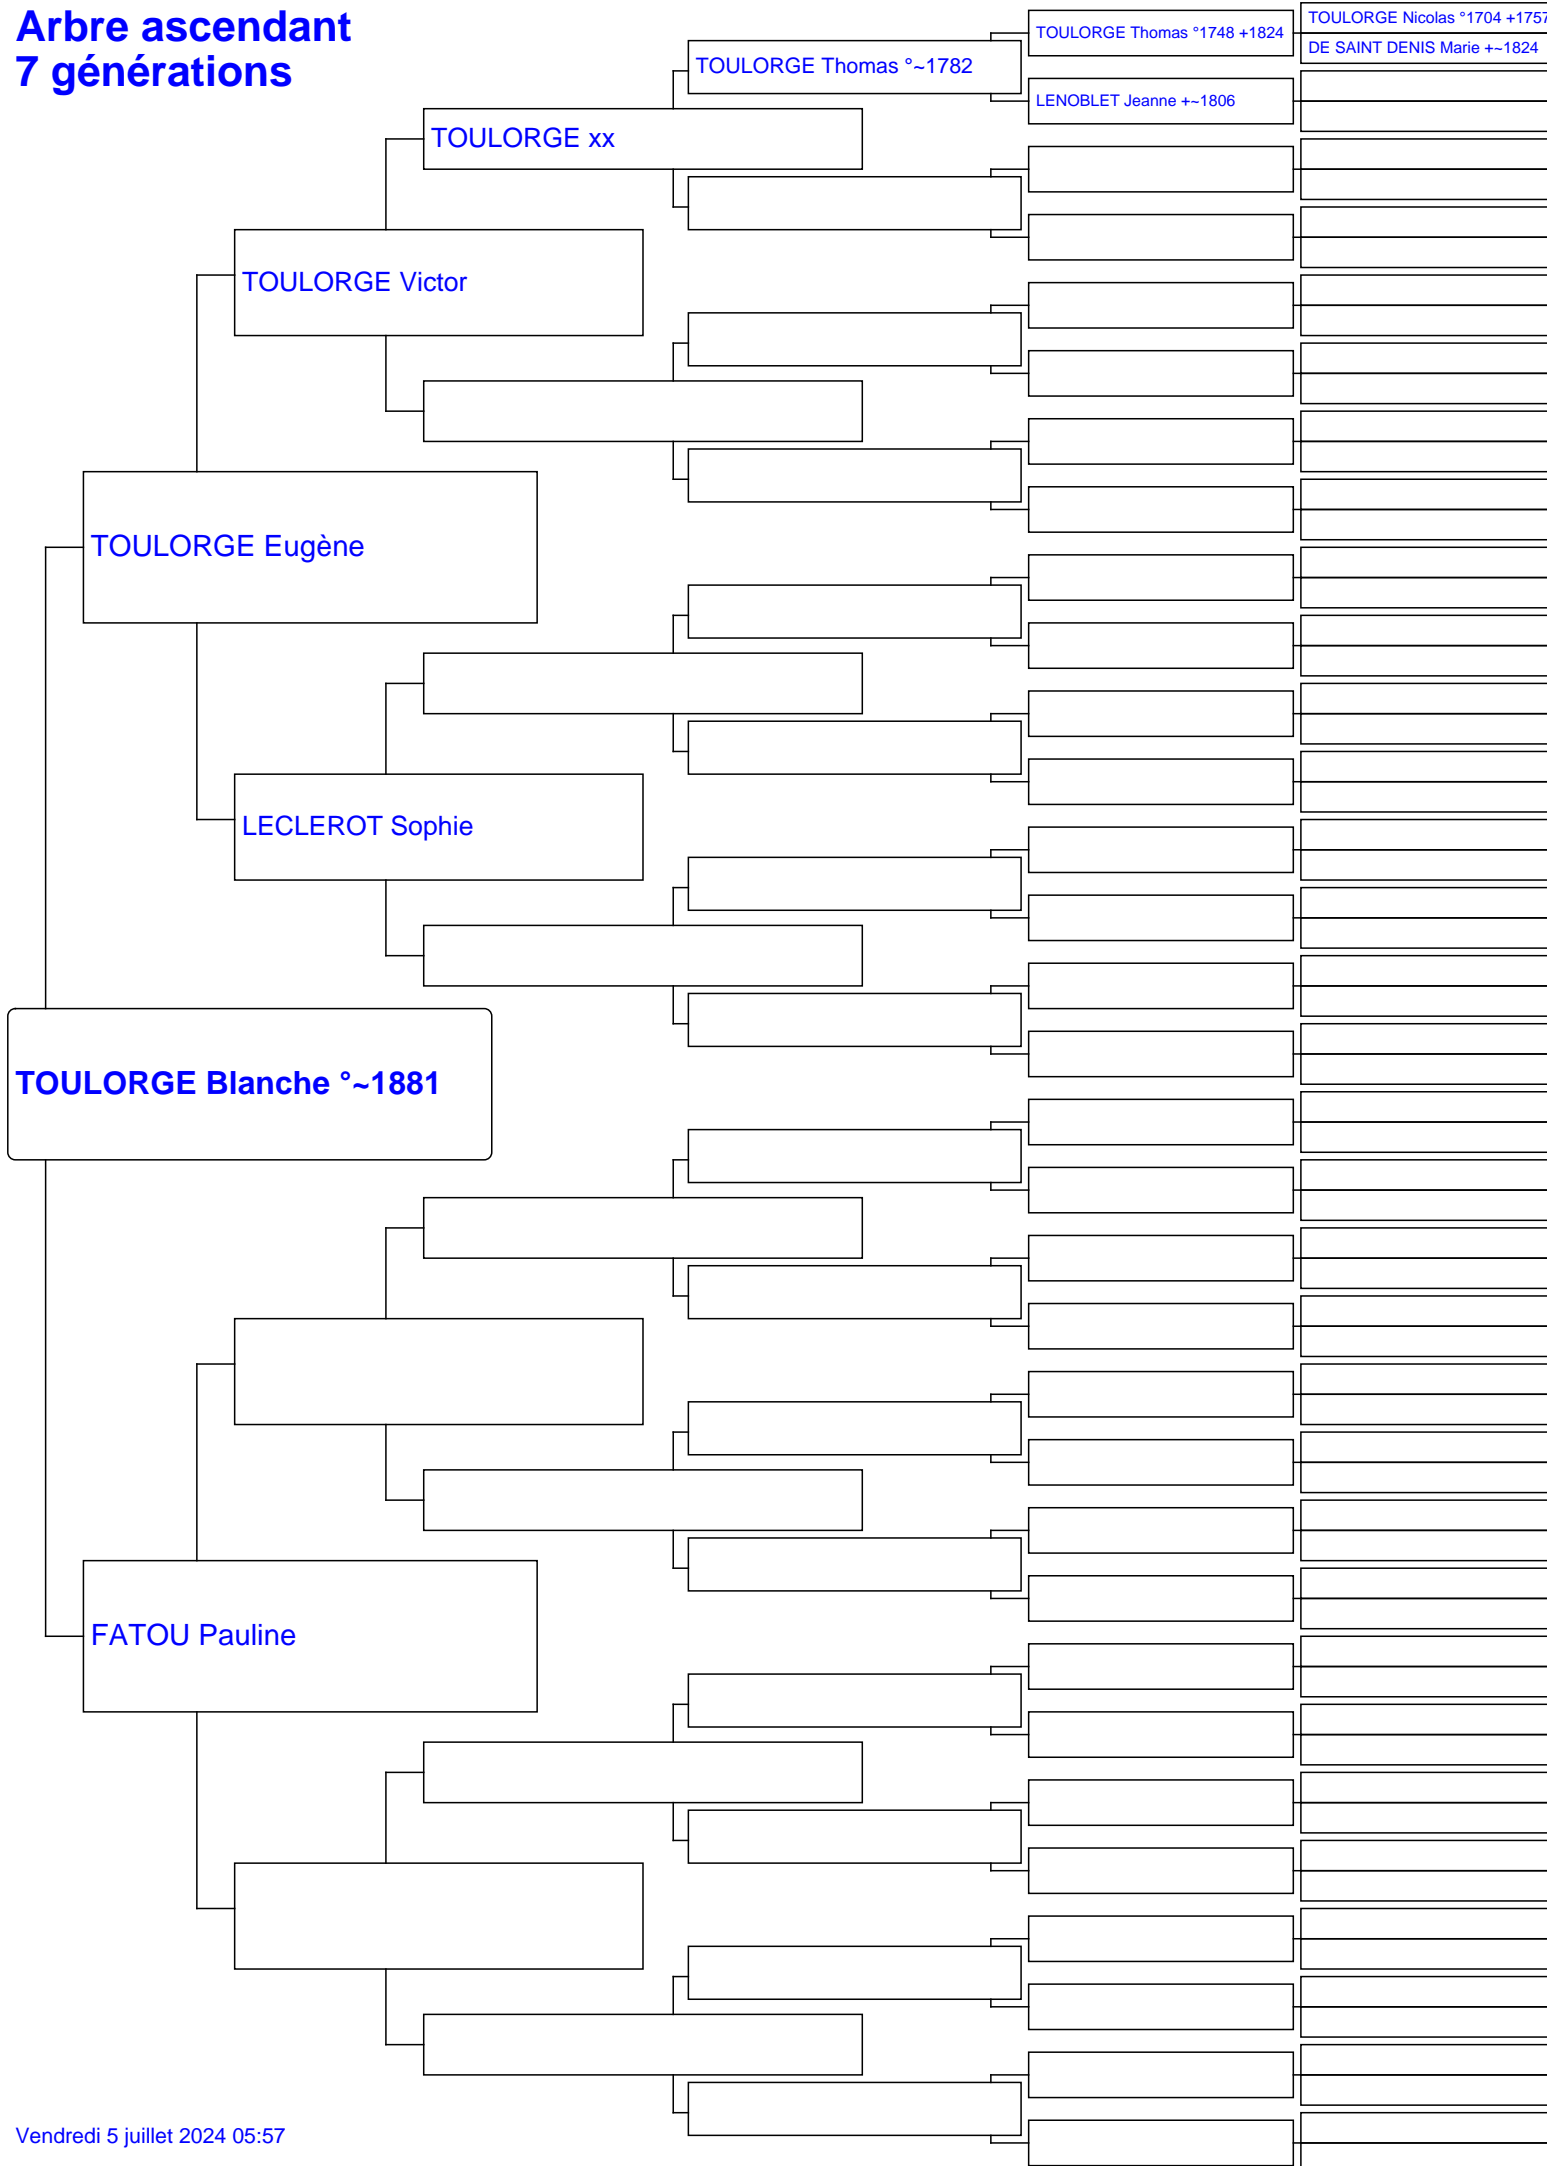 Arbre ascendant
7 générations
TOULORGE Nicolas °1704 +1757
TOULORGE Thomas °1748 +1824
DE SAINT DENIS Marie +~1824
TOULORGE Thomas °~1782
LENOBLET Jeanne +~1806
TOULORGE xx
TOULORGE Victor
TOULORGE Eugène
LECLEROT Sophie
TOULORGE Blanche °~1881
FATOU Pauline
Vendredi 5 juillet 2024 05:57